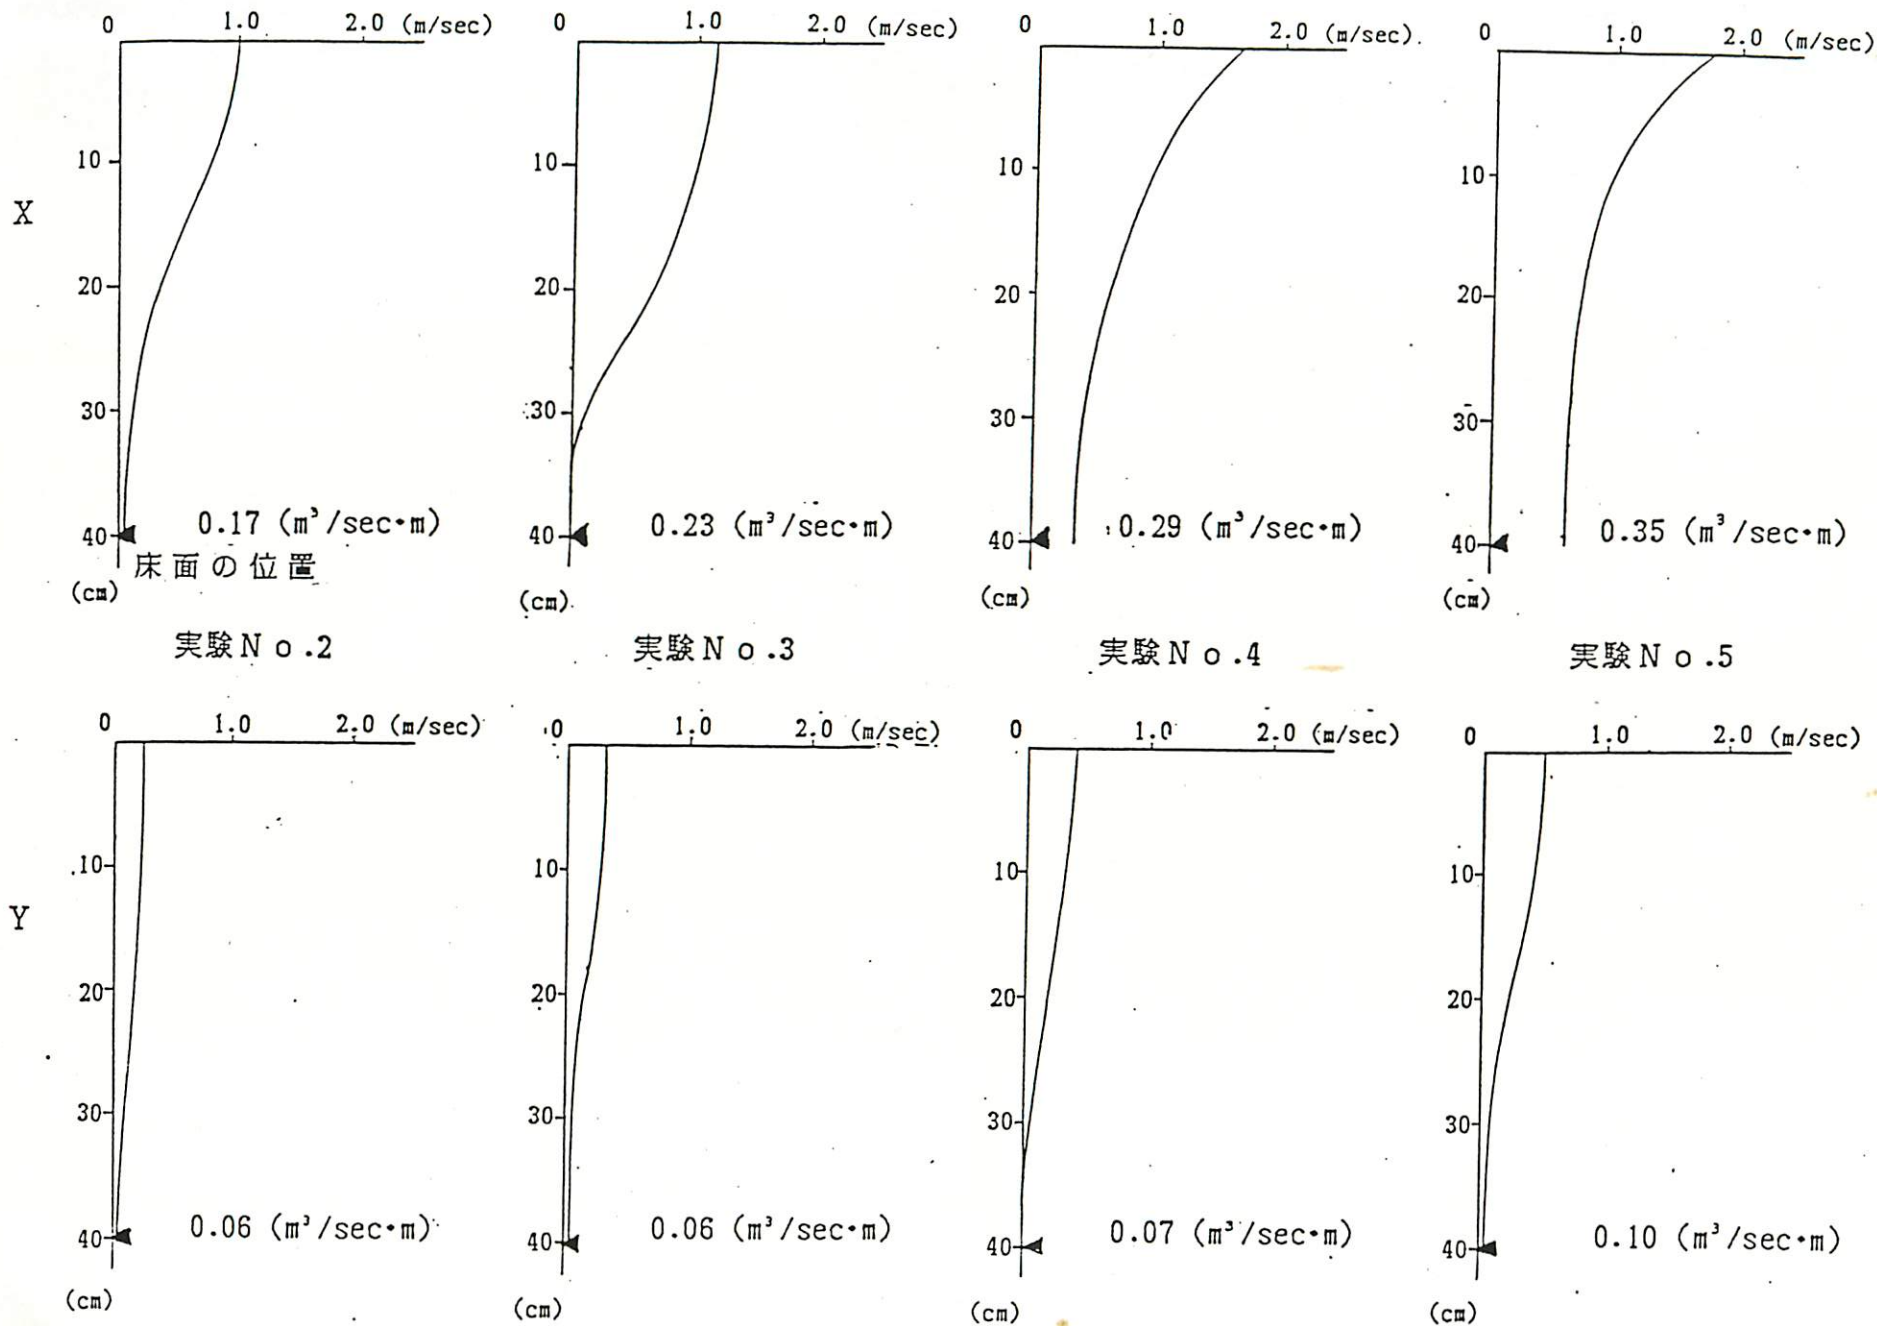 0 1.0 2.0 (m/sec)
10
20
30
40
(cm)
0.17 (m³/sec・m)
床面の位置
0 1.0 2.0 (m/sec)
10
20
30
40
(cm)
0.23 (m³/sec・m)
0 1.0 2.0 (m/sec)
10
20
30
40
(cm)
0.29 (m³/sec・m)
0 1.0 2.0 (m/sec)
10
20
30
40
(cm)
0.35 (m³/sec・m)
X
実験No.2 実験No.3 実験No.4 実験No.5
0 1.0 2.0 (m/sec)
10
20
30
40
(cm)
0.06 (m³/sec・m)
0 1.0 2.0 (m/sec)
10
20
30
40
(cm)
0.06 (m³/sec・m)
0 1.0 2.0 (m/sec)
10
20
30
40
(cm)
0.07 (m³/sec・m)
0 1.0 2.0 (m/sec)
10
20
30
40
(cm)
0.10 (m³/sec・m)
Y